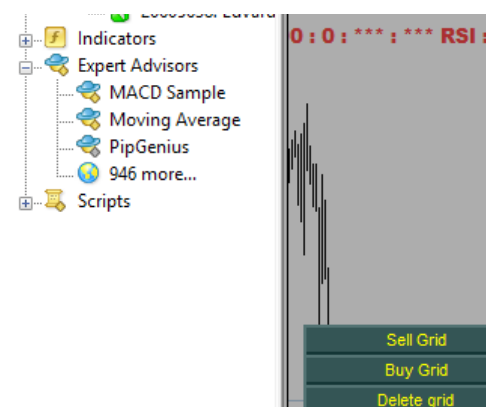 Indicators
Expert Advisors
MACD Sample
Moving Average
PipGenius
946 more...
Scripts
0 : 0 : *** : *** RSI :
Sell Grid
Buy Grid
Delete grid